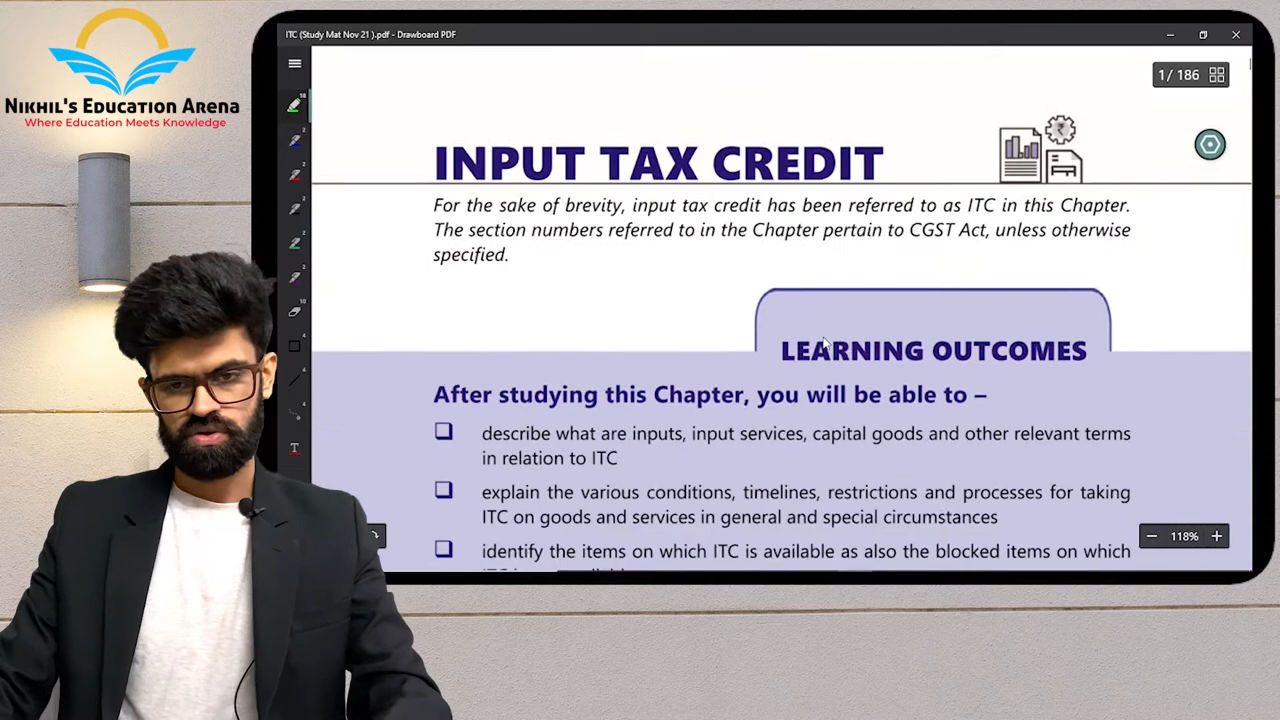 NIKHIL'S EDUCATION ARENA
Where Education Meets Knowledge
ITC (Study Mat Nov 21 ).pdf - Drawboard PDF
1 / 186
INPUT TAX CREDIT
For the sake of brevity, input tax credit has been referred to as ITC in this Chapter.
The section numbers referred to in the Chapter pertain to CGST Act, unless otherwise
specified.
LEARNING OUTCOMES
After studying this Chapter, you will be able to –
describe what are inputs, input services, capital goods and other relevant terms
in relation to ITC
explain the various conditions, timelines, restrictions and processes for taking
ITC on goods and services in general and special circumstances
identify the items on which ITC is available as also the blocked items on which
118%